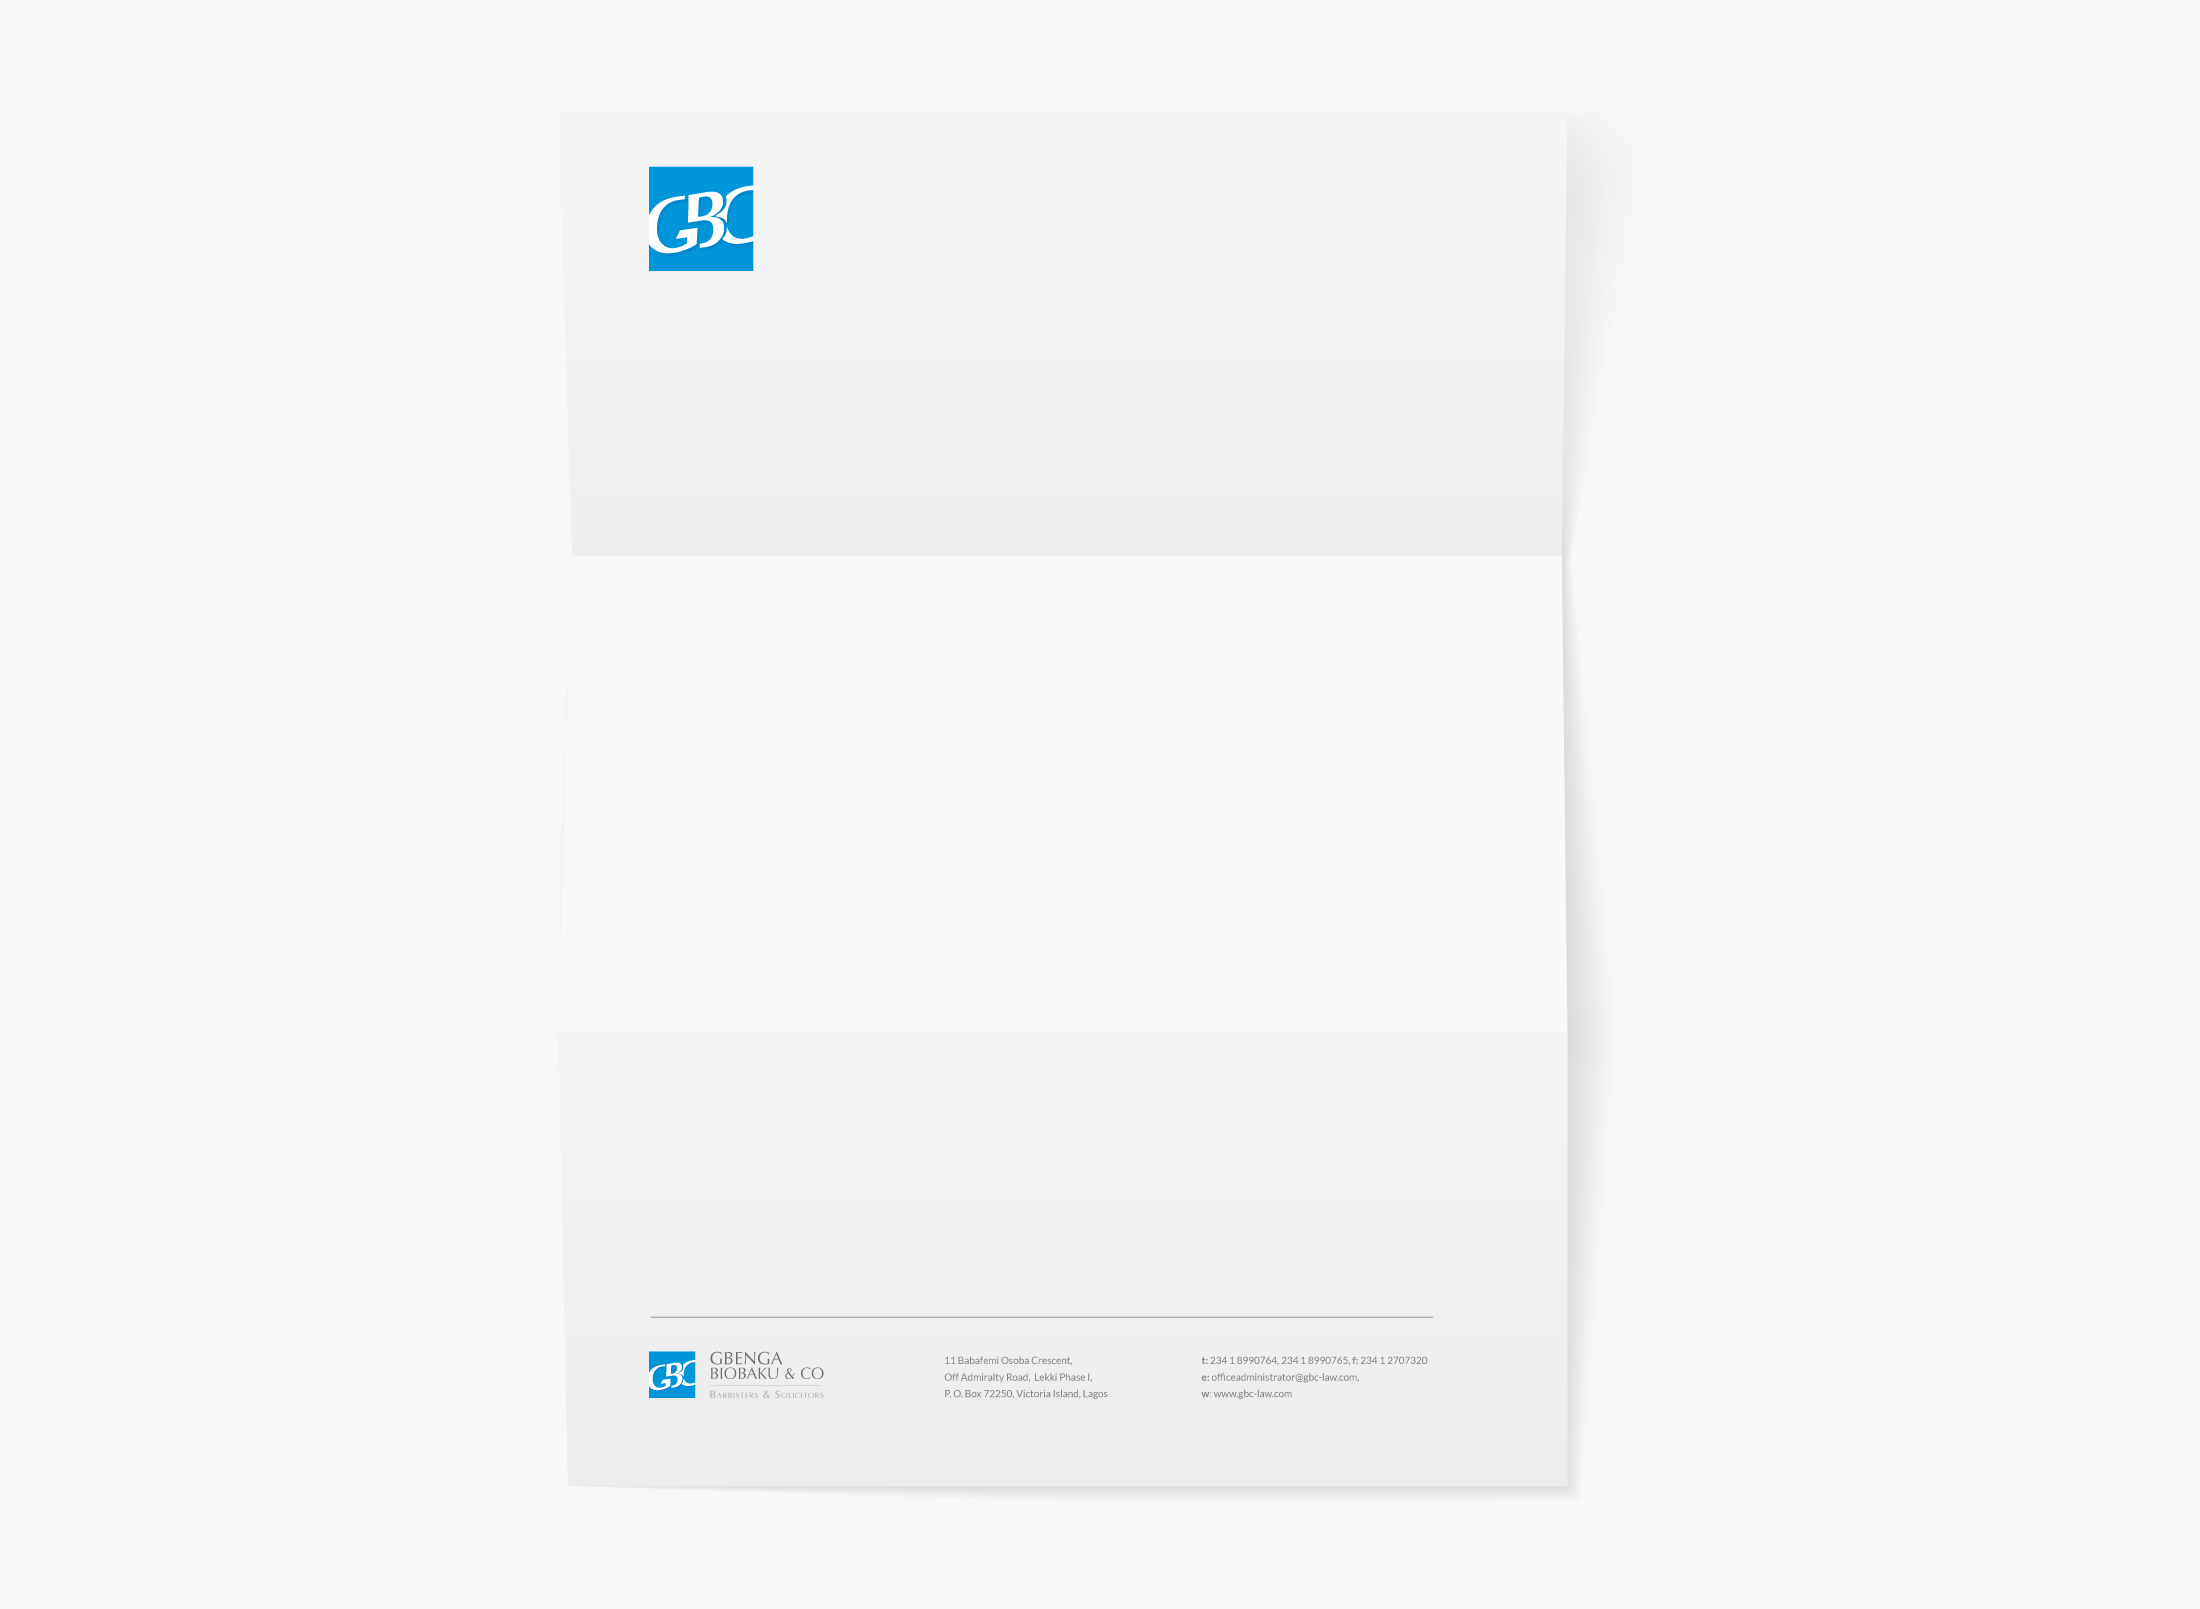 GBC
GBC
GBENGA
BIOBAKU & CO
BARRISTERS & SOLICITORS
11 Babafemi Osoba Crescent,
Off Admiralty Road, Lekki Phase I,
P. O. Box 72250, Victoria Island, Lagos
t: 234 1 8990764, 234 1 8990765, f: 234 1 2707320
e: officeadministrator@gbc-law.com,
w: www.gbc-law.com